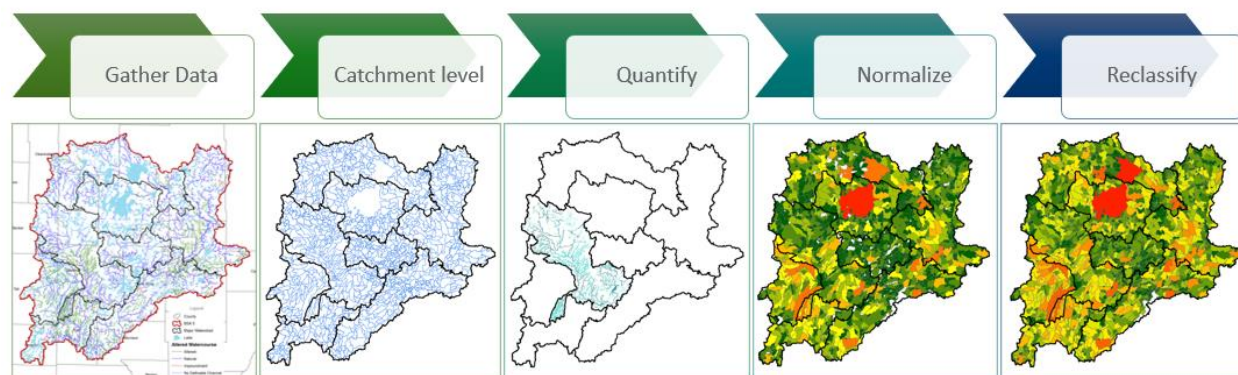 Gather Data
Catchment level
Quantify
Normalize
Reclassify
Legend
County
Major Watershed
Lake
Altered Watercourse
Altered
Natural
Impoundment
No Definable Channel